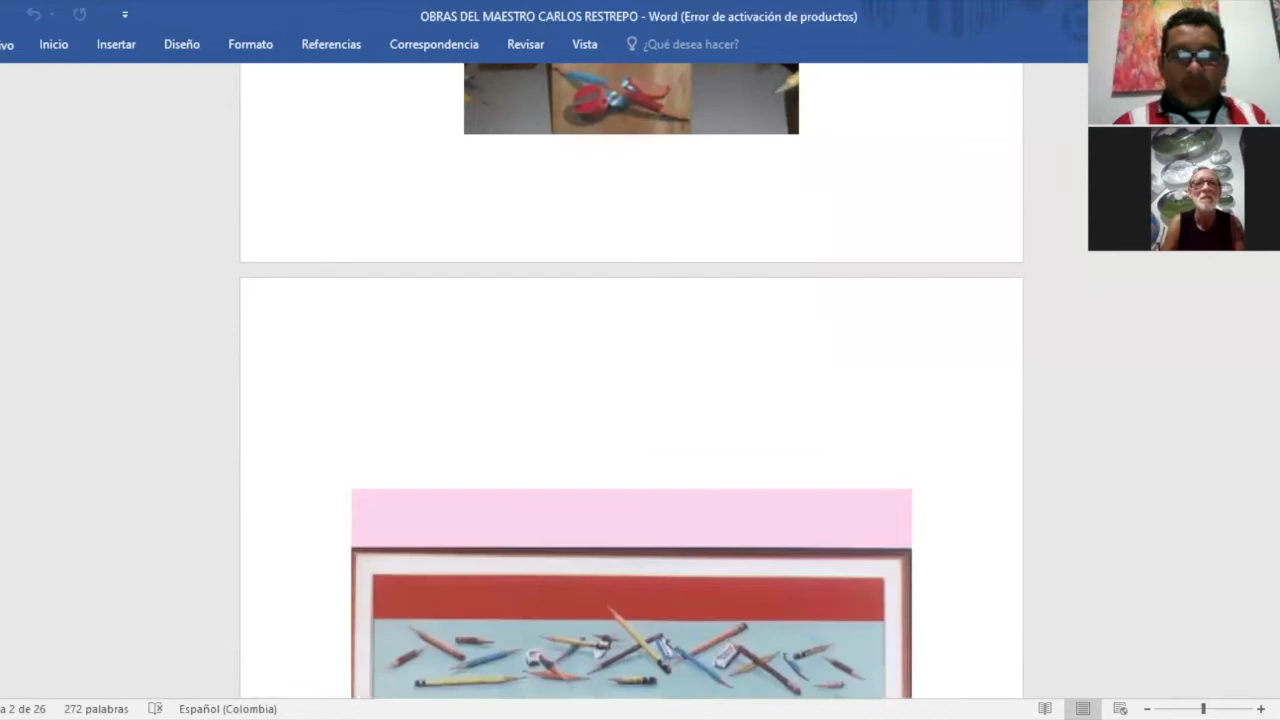 OBRAS DEL MAESTRO CARLOS RESTREPO - Word (Error de activación de productos)
vo Inicio Insertar Diseño Formato Referencias Correspondencia Revisar Vista ¿Qué desea hacer?
a 2 de 26 272 palabras Español (Colombia)